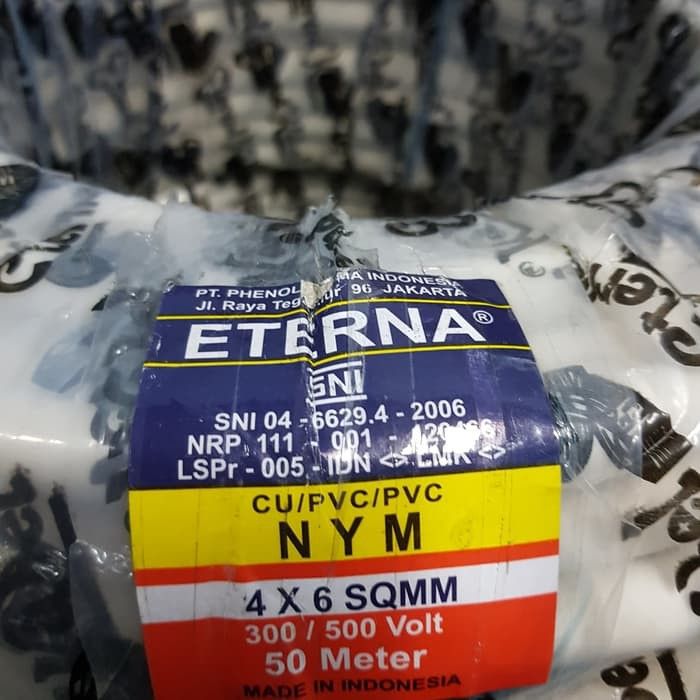 PT. PHENOL MA INDONESIA
Jl. Raya 96 JAKARTA
ETERNA®
SNI
SNI 04 - 6629.4 - 2006
NRP 111 - 001 -
LSPr - 005 - IDN <> LMK <>
CU/PVC/PVC
NYM
4 X 6 SQMM
300 / 500 Volt
50 Meter
MADE IN INDONESIA
Eterna